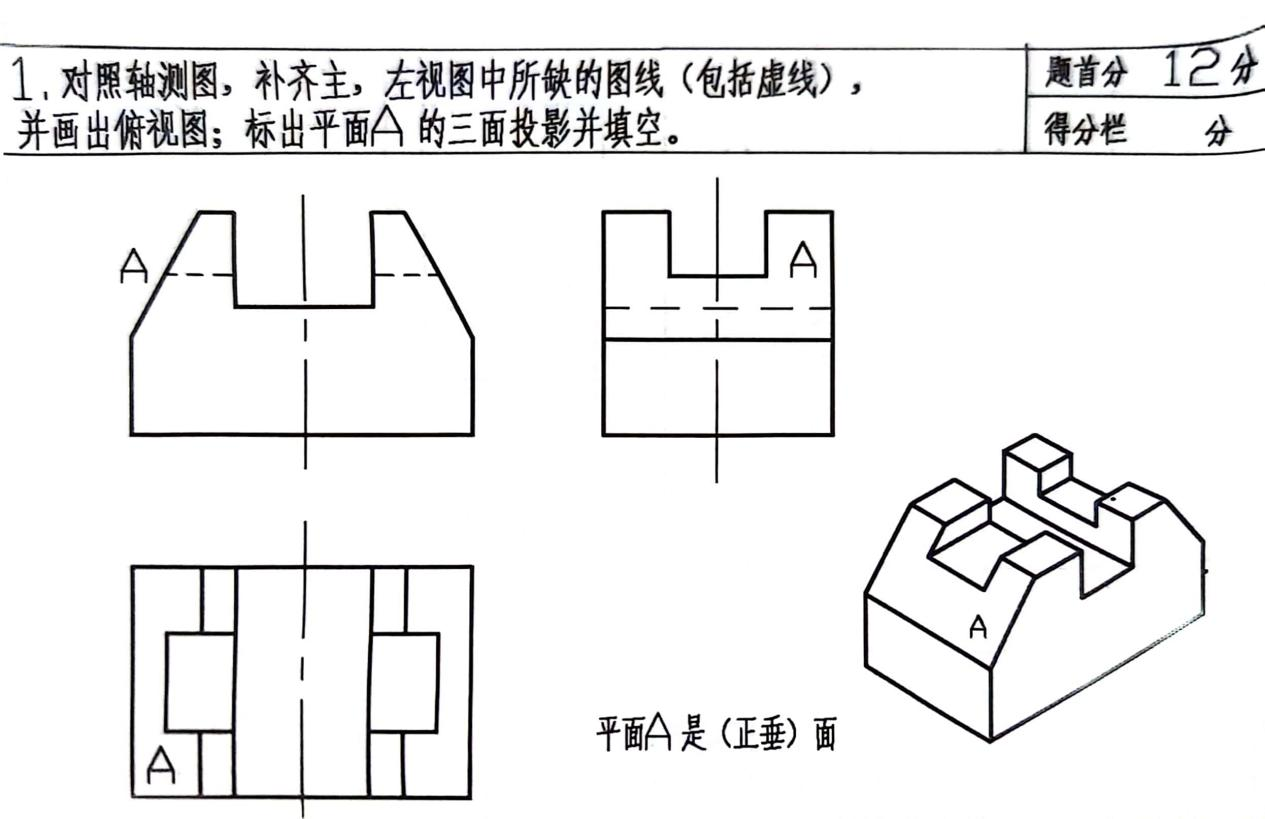 1.对照轴测图，补齐主，左视图中所缺的图线（包括虚线），
并画出俯视图；标出平面A的三面投影并填空。
题首分 12分
得分栏 分
A
A
A
A
平面A是（正垂）面